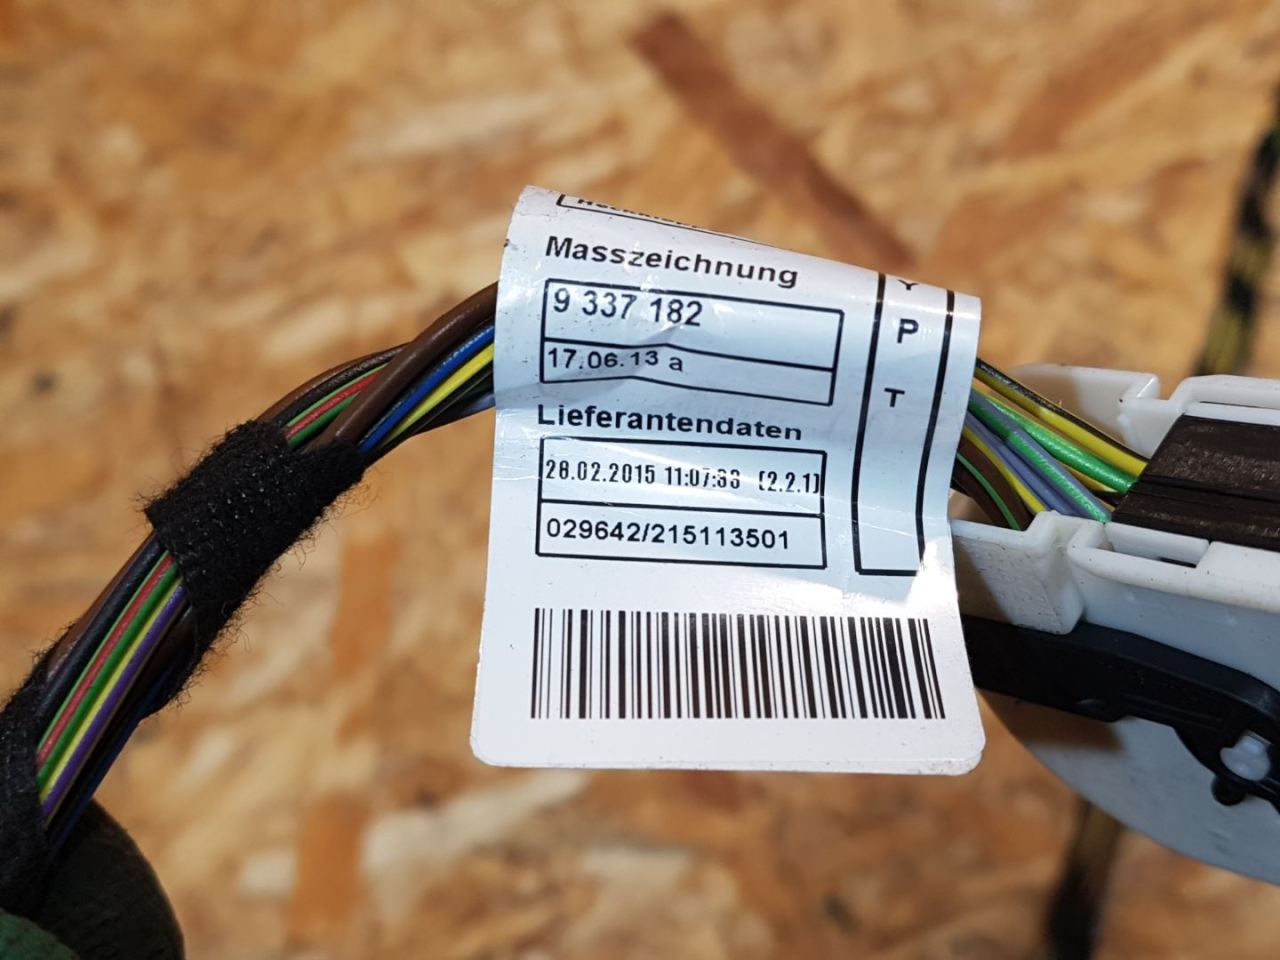 Masszeichnung
9 337 182
17.06.13 a
Lieferantendaten
28.02.2015 11:07:33 [2.2.1]
029642/215113501
Y
P
T